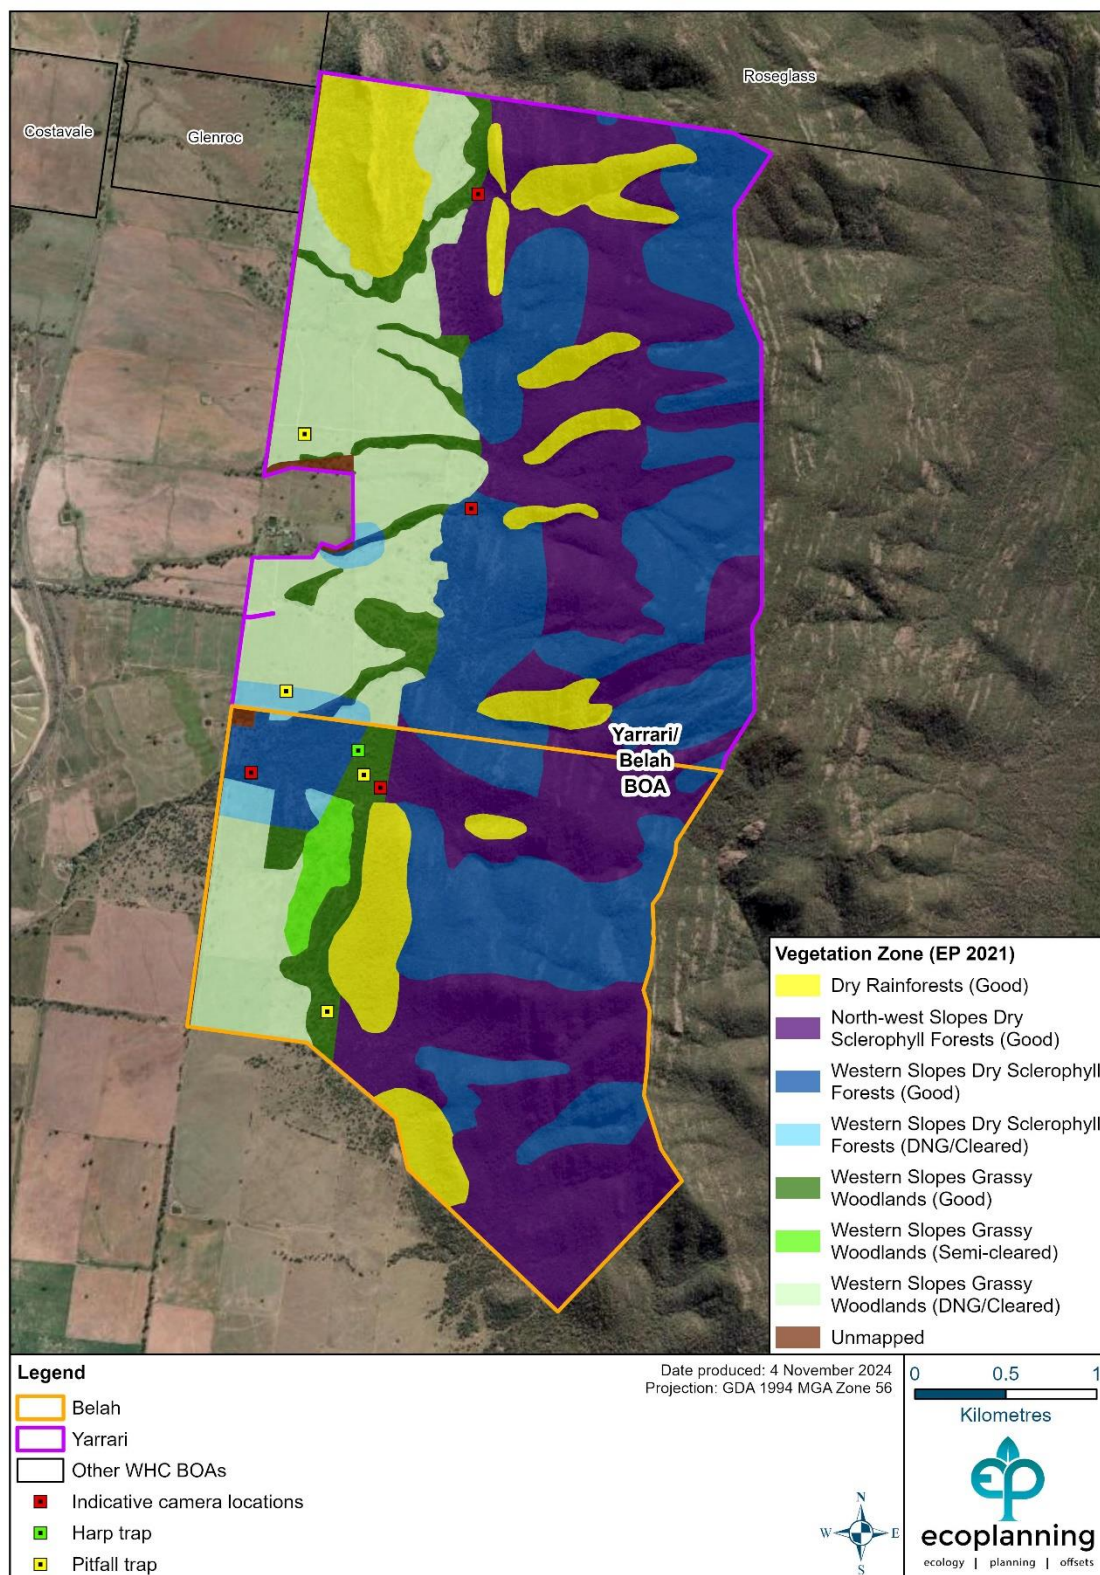 Roseglass
Costavale
Glenroc
Yarrari/
Belah
BOA
Vegetation Zone (EP 2021)
Dry Rainforests (Good)
North-west Slopes Dry
Sclerophyll Forests (Good)
Western Slopes Dry Sclerophyll
Forests (Good)
Western Slopes Dry Sclerophyll
Forests (DNG/Cleared)
Western Slopes Grassy
Woodlands (Good)
Western Slopes Grassy
Woodlands (Semi-cleared)
Western Slopes Grassy
Woodlands (DNG/Cleared)
Unmapped
Legend
Belah
Yarrari
Other WHC BOAs
Indicative camera locations
Harp trap
Pitfall trap
Date produced: 4 November 2024
Projection: GDA 1994 MGA Zone 56
N
W E
S
0 0.5 1
Kilometres
ep
ecoplanning
ecology | planning | offsets